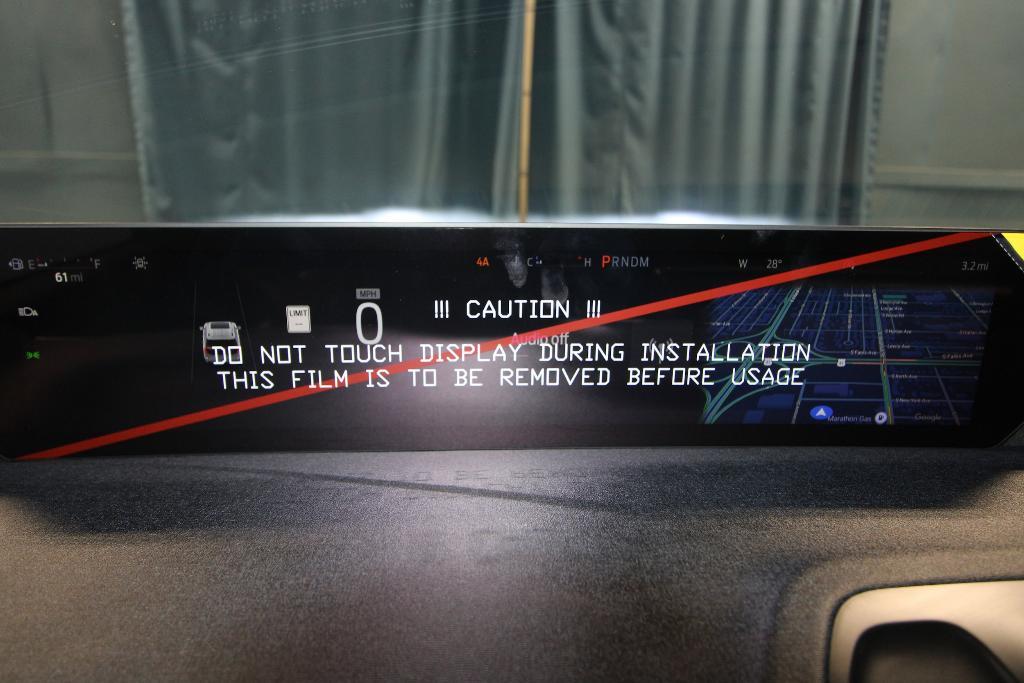 E F
61 mi
4A C H PRNDM
W 28°
3.2 mi
MPH
0
LIMIT
!!! CAUTION !!!
Audio off
DO NOT TOUCH DISPLAY DURING INSTALLATION
THIS FILM IS TO BE REMOVED BEFORE USAGE
Marathon Gas
Google